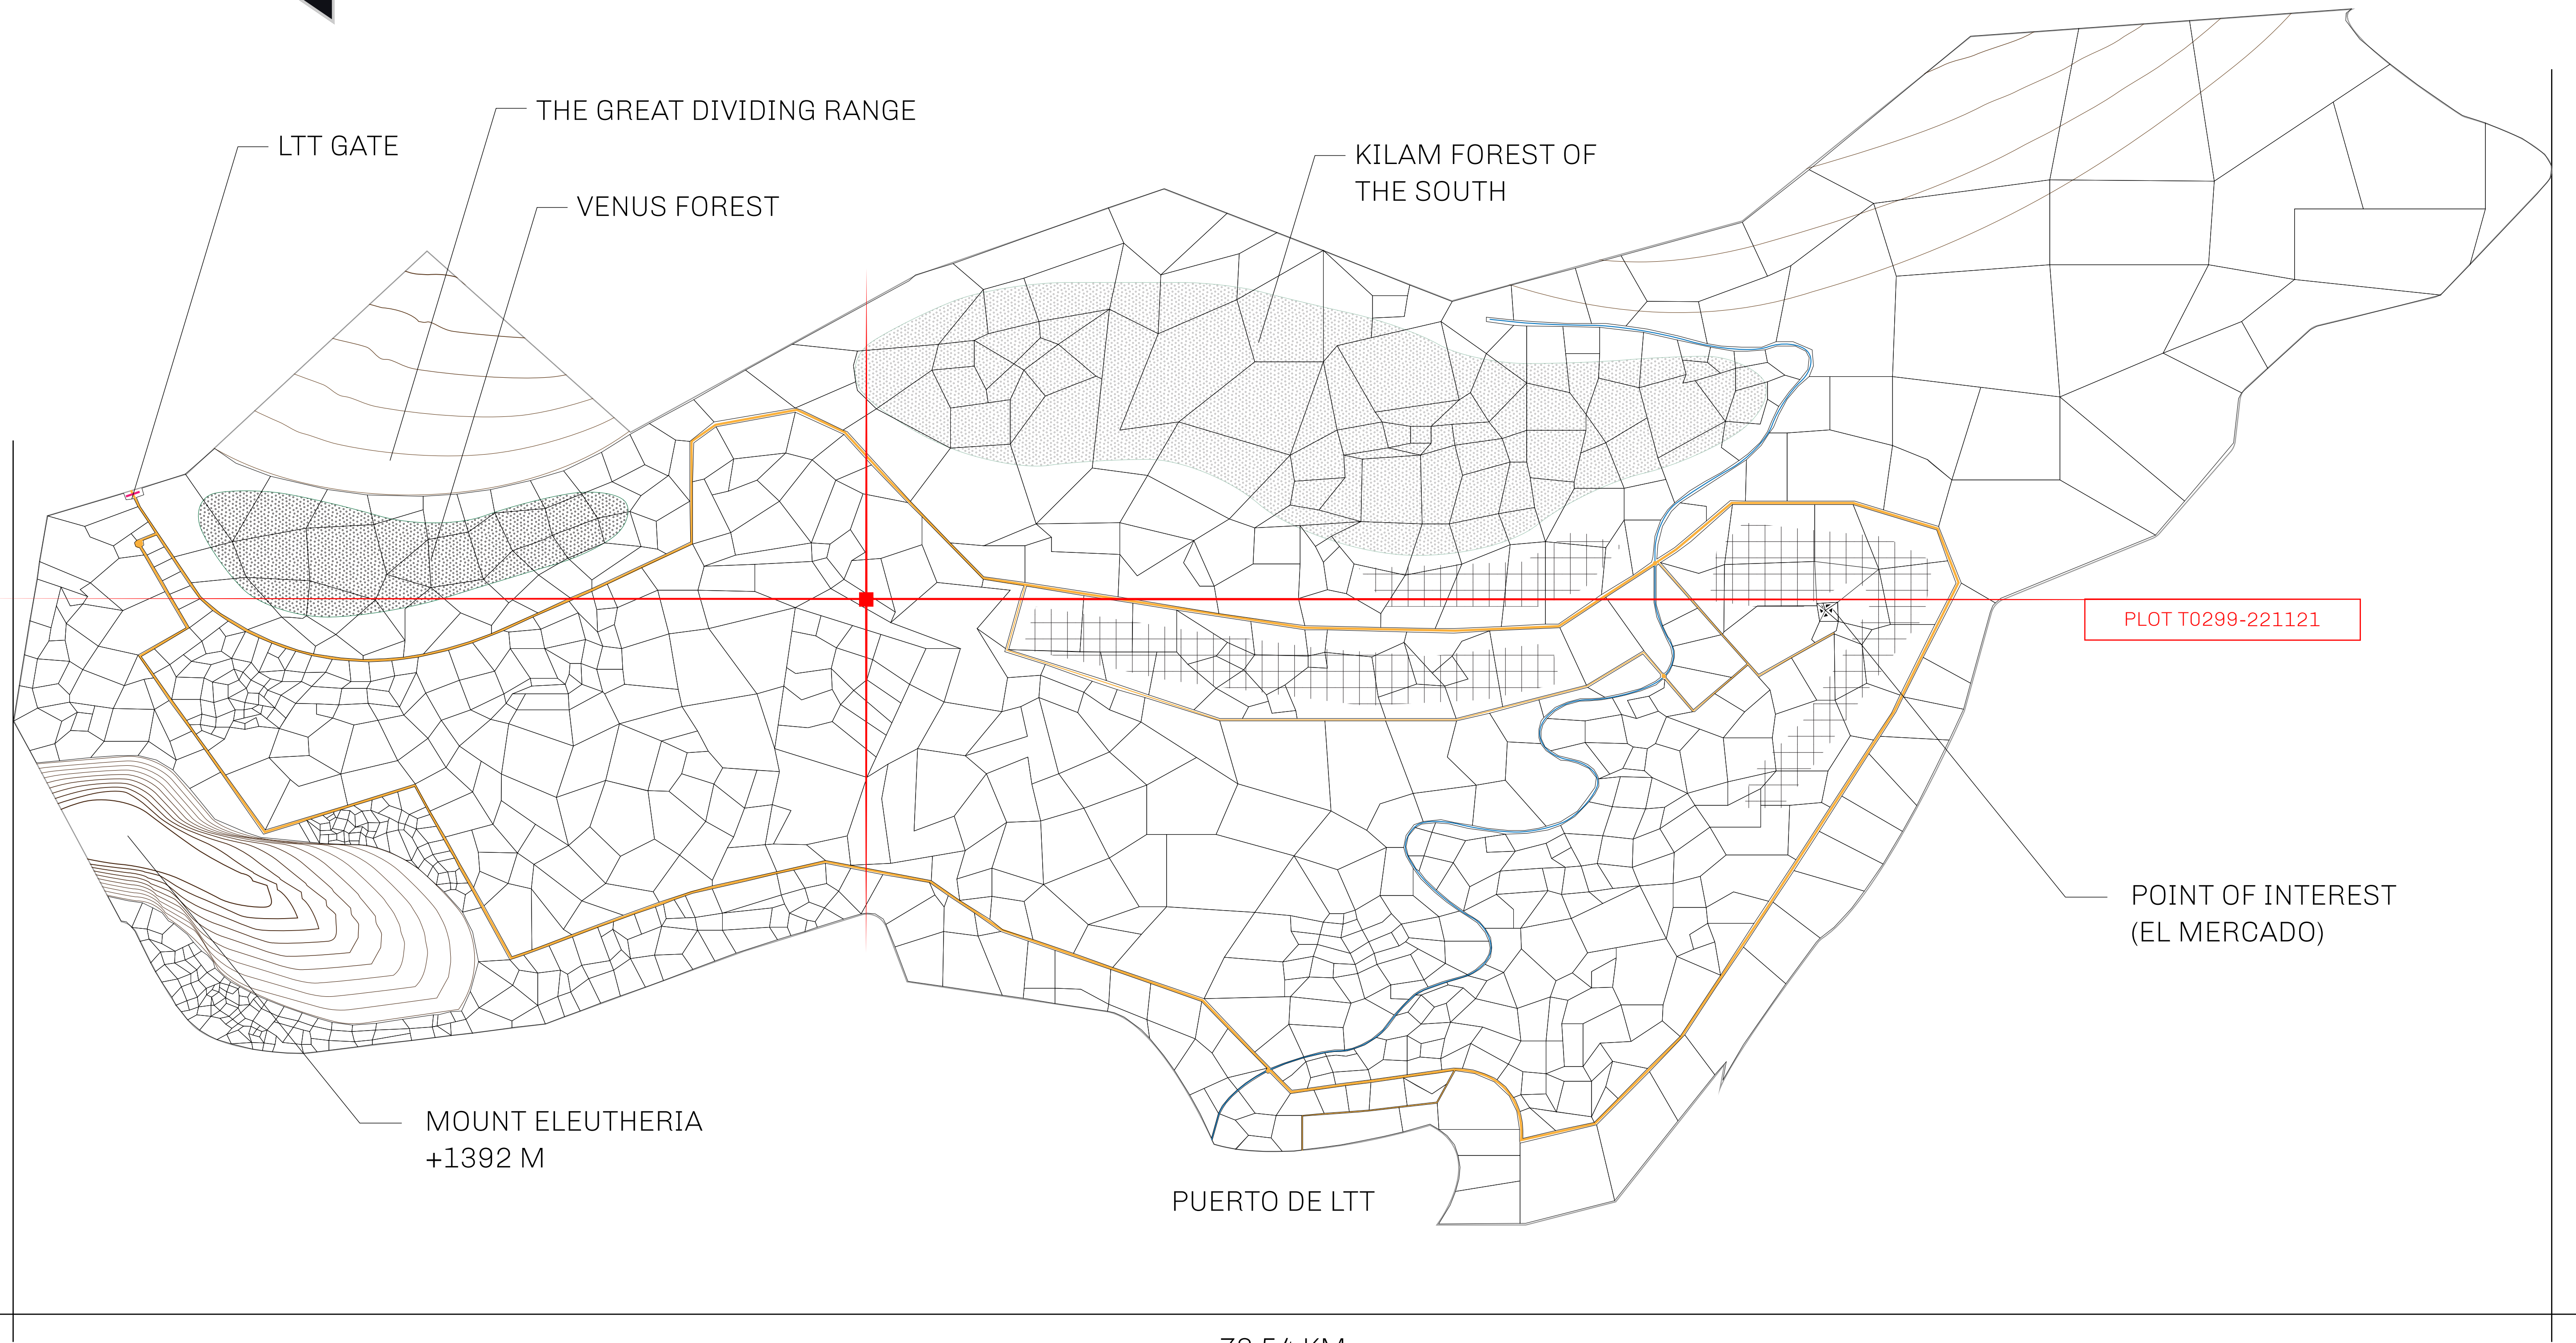 THE GREAT DIVIDING RANGE
LTT GATE
KILAM FOREST OF
THE SOUTH
VENUS FOREST
PLOT T0299-221121
POINT OF INTEREST
(EL MERCADO)
MOUNT ELEUTHERIA
+1392 M
PUERTO DE LTT
KM